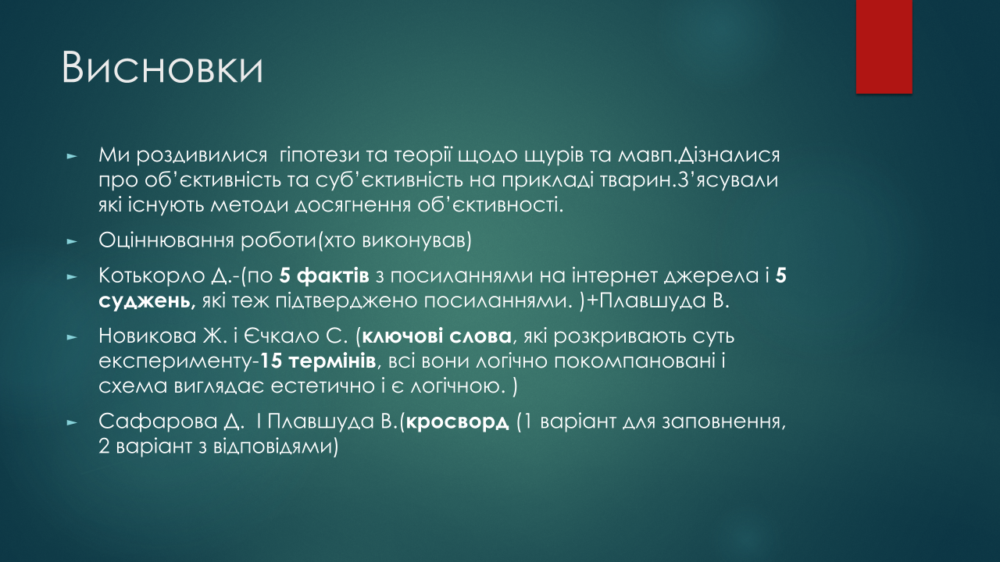 Висновки
► Ми роздивилися  гіпотези та теорії щодо щурів та мавп.Дізналися
про об’єктивність та суб’єктивність на прикладі тварин.З’ясували
які існують методи досягнення об’єктивності.
► Оціннювання роботи(хто виконував)
► Котькорло Д.-(по 5 фактів з посиланнями на інтернет джерела і 5
суджень, які теж підтверджено посиланнями. )+Плавшуда В.
► Новикова Ж. і Єчкало С. (ключові слова, які розкривають суть
експерименту-15 термінів, всі вони логічно покомпановані і
схема виглядає естетично і є логічною. )
► Сафарова Д.  І Плавшуда В.(кросворд (1 варіант для заповнення,
2 варіант з відповідями)